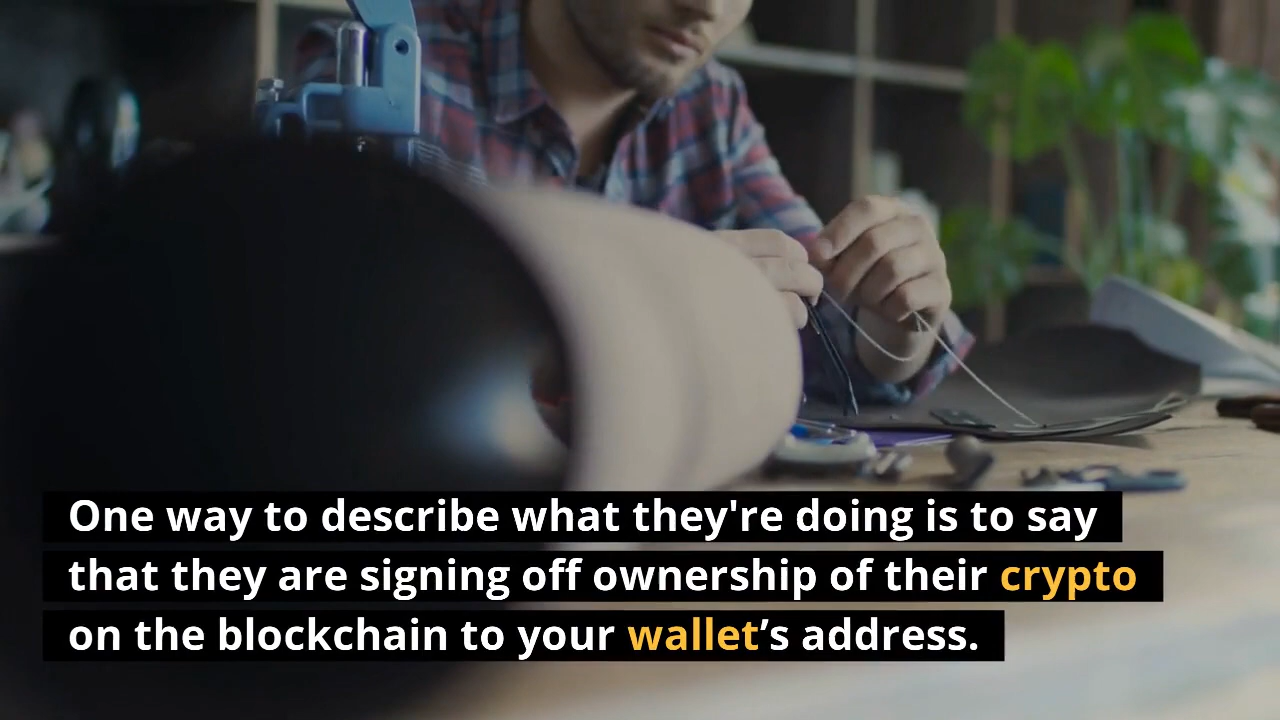 One way to describe what they're doing is to say
that they are signing off ownership of their crypto
on the blockchain to your wallet’s address.